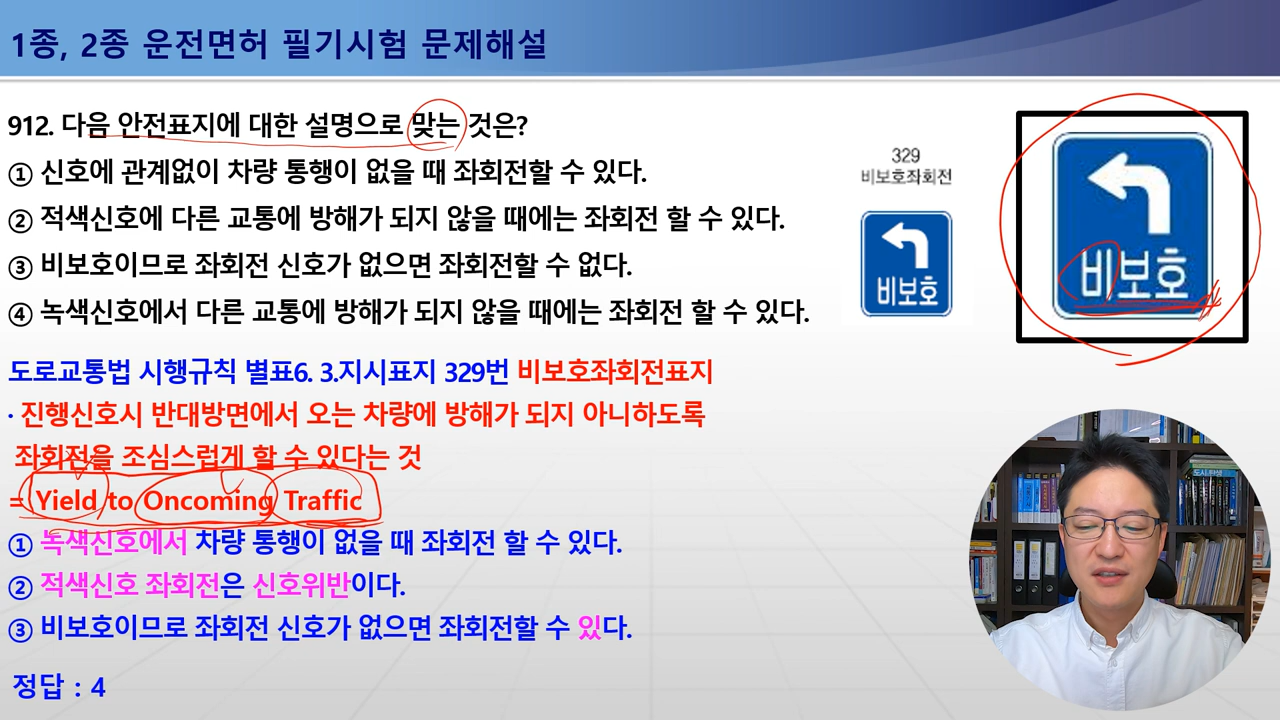 1종, 2종 운전면허 필기시험 문제해설
912. 다음 안전표지에 대한 설명으로 맞는 것은?
① 신호에 관계없이 차량 통행이 없을 때 좌회전할 수 있다.
② 적색신호에 다른 교통에 방해가 되지 않을 때에는 좌회전 할 수 있다.
③ 비보호이므로 좌회전 신호가 없으면 좌회전할 수 없다.
④ 녹색신호에서 다른 교통에 방해가 되지 않을 때에는 좌회전 할 수 있다.
329
비보호좌회전
비보호
비보호
도로교통법 시행규칙 별표6. 3.지시표지 329번 비보호좌회전표지
· 진행신호시 반대방면에서 오는 차량에 방해가 되지 아니하도록
좌회전을 조심스럽게 할 수 있다는 것
= Yield to Oncoming Traffic
① 녹색신호에서 차량 통행이 없을 때 좌회전 할 수 있다.
② 적색신호 좌회전은 신호위반이다.
③ 비보호이므로 좌회전 신호가 없으면 좌회전할 수 있다.
정답 : 4